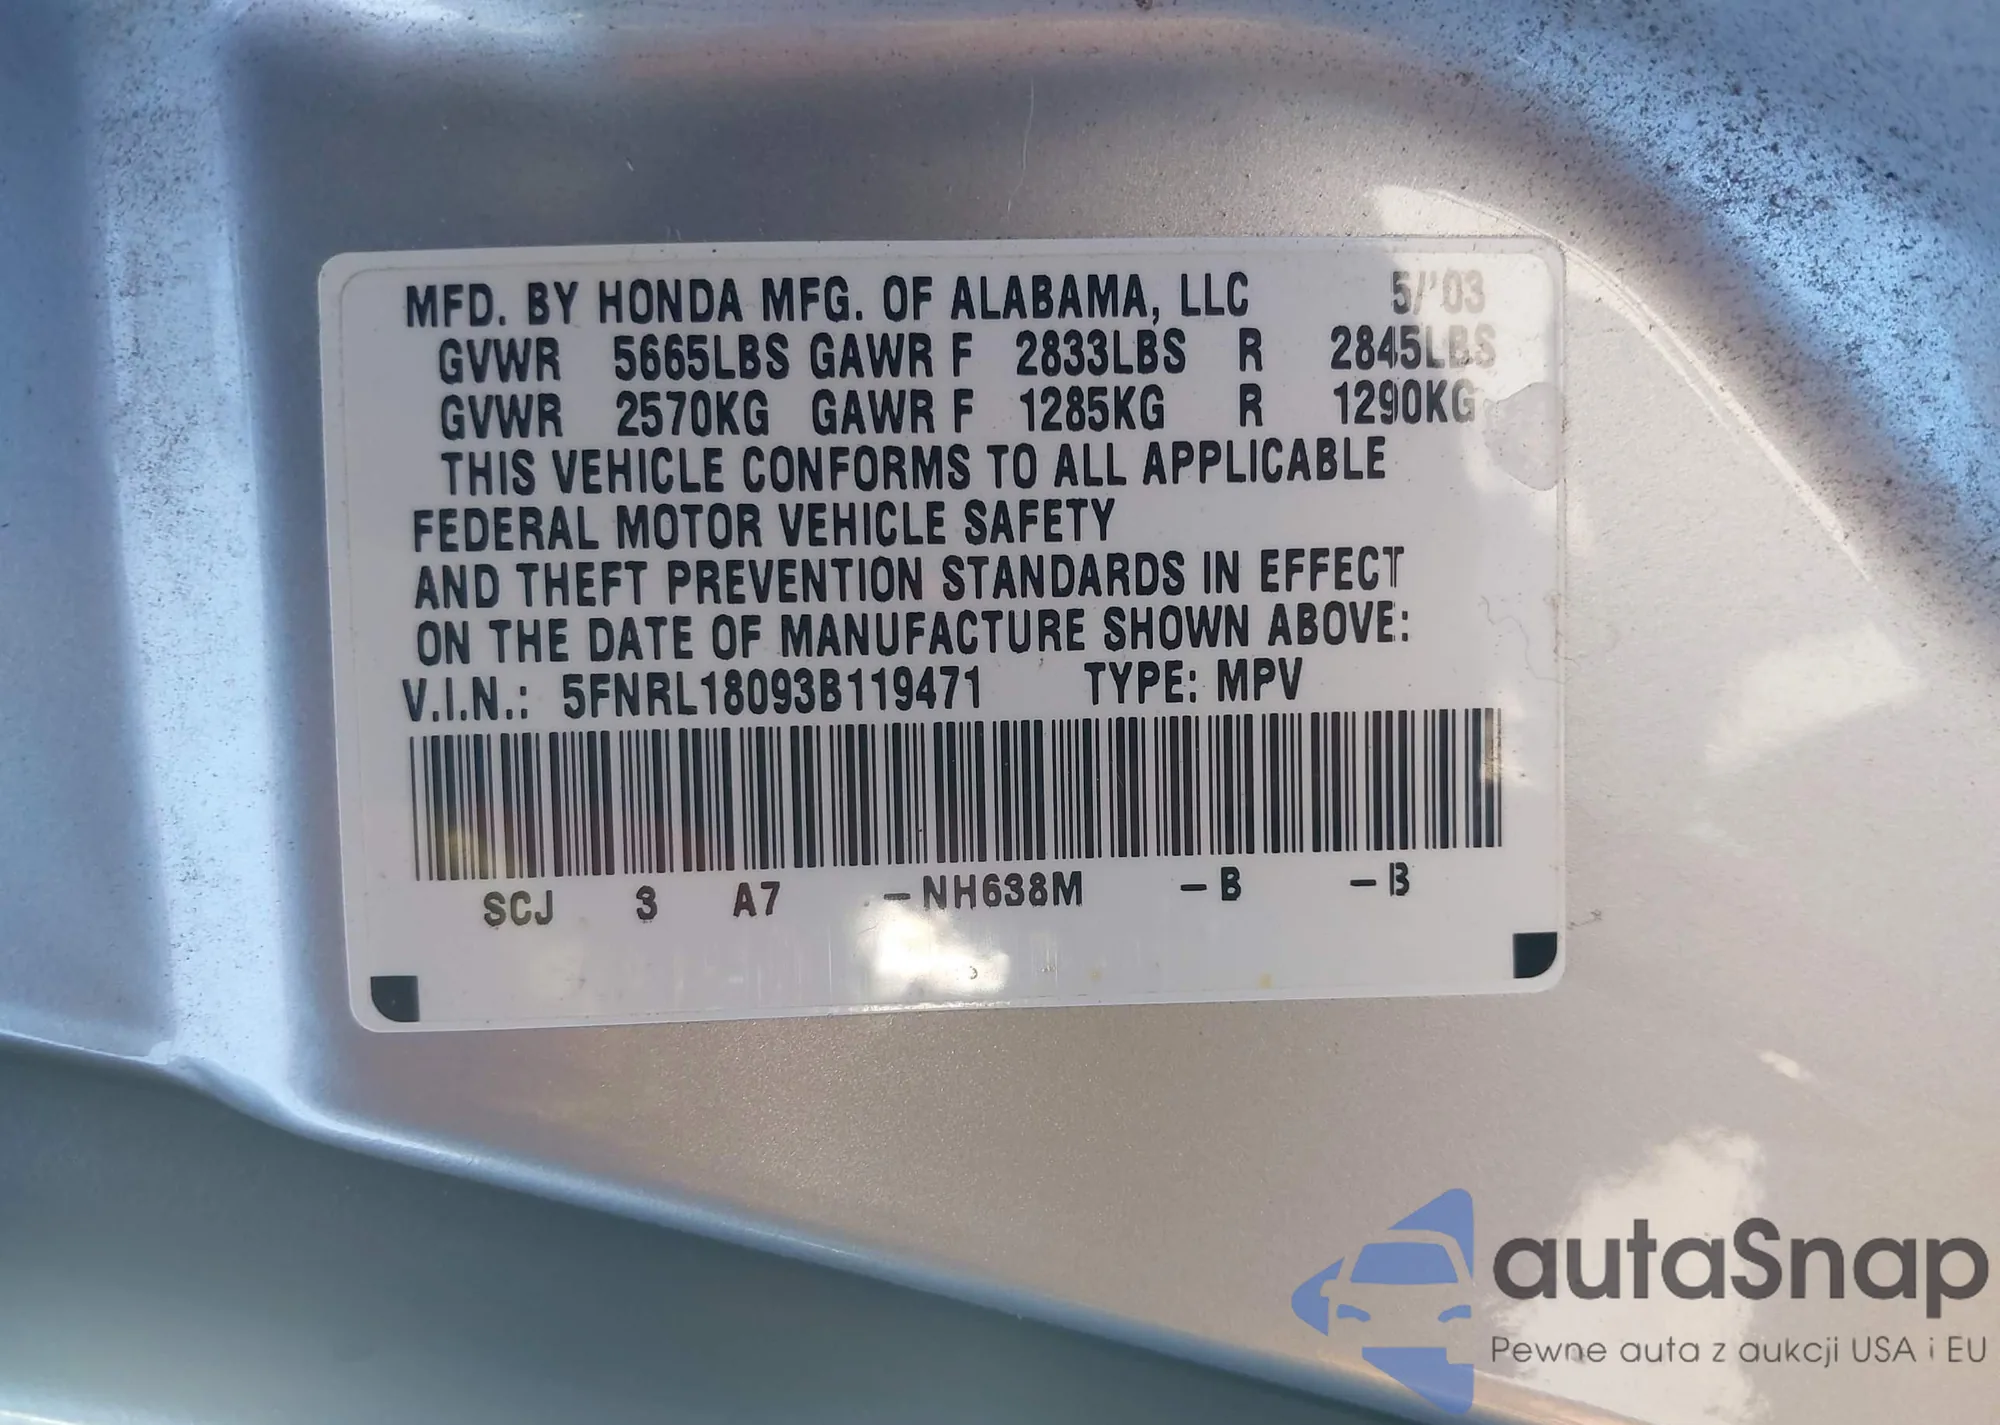 MFD. BY HONDA MFG. OF ALABAMA, LLC 5/'03
GVWR 5665LBS GAWR F 2833LBS R 2845LBS
GVWR 2570KG GAWR F 1285KG R 1290KG
THIS VEHICLE CONFORMS TO ALL APPLICABLE
FEDERAL MOTOR VEHICLE SAFETY
AND THEFT PREVENTION STANDARDS IN EFFECT
ON THE DATE OF MANUFACTURE SHOWN ABOVE:
V.I.N.: 5FNRL18093B119471 TYPE: MPV
SCJ 3 A7 -NH638M -B -B
autaSnap
Pewne auta z aukcji USA i EU